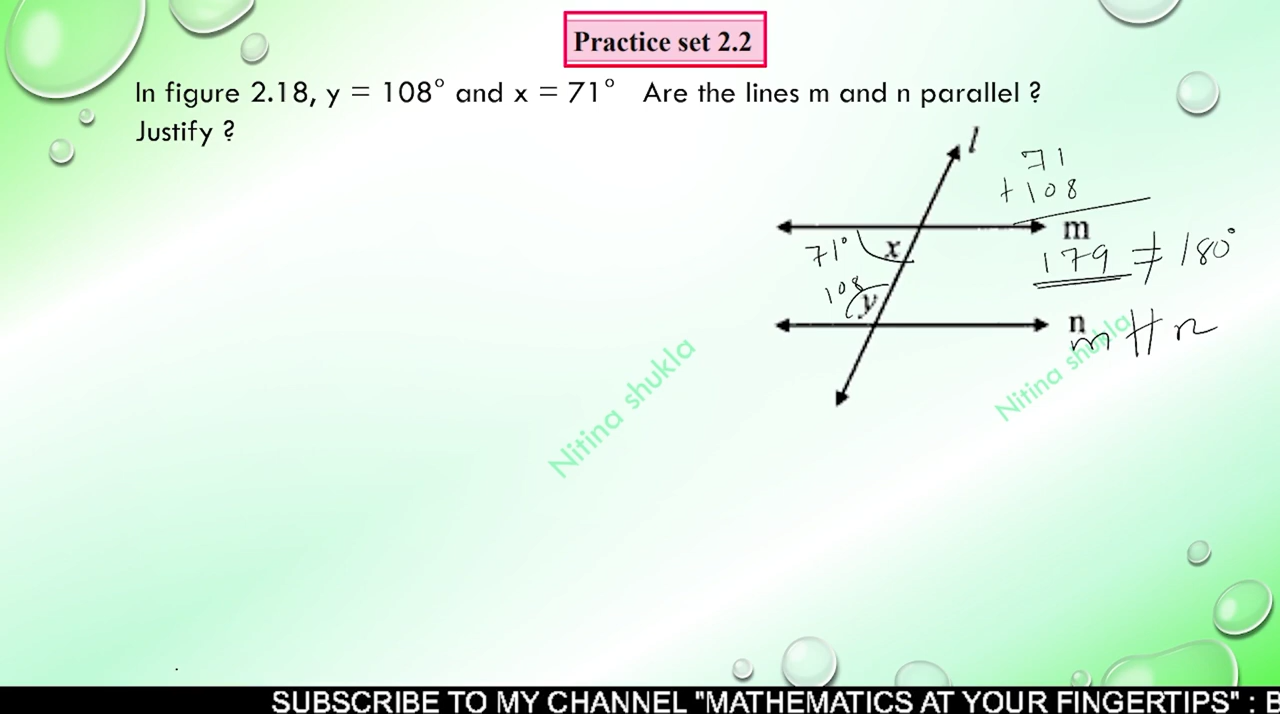 Practice set 2.2
In figure 2.18, y = 108° and x = 71° Are the lines m and n parallel ?
Justify ?
l
71
+108
m
179 ≠ 180°
71°
x
108
y
n
m ∦ n
Nitina shukla
Nitina shukla
SUBSCRIBE TO MY CHANNEL "MATHEMATICS AT YOUR FINGERTIPS" : B